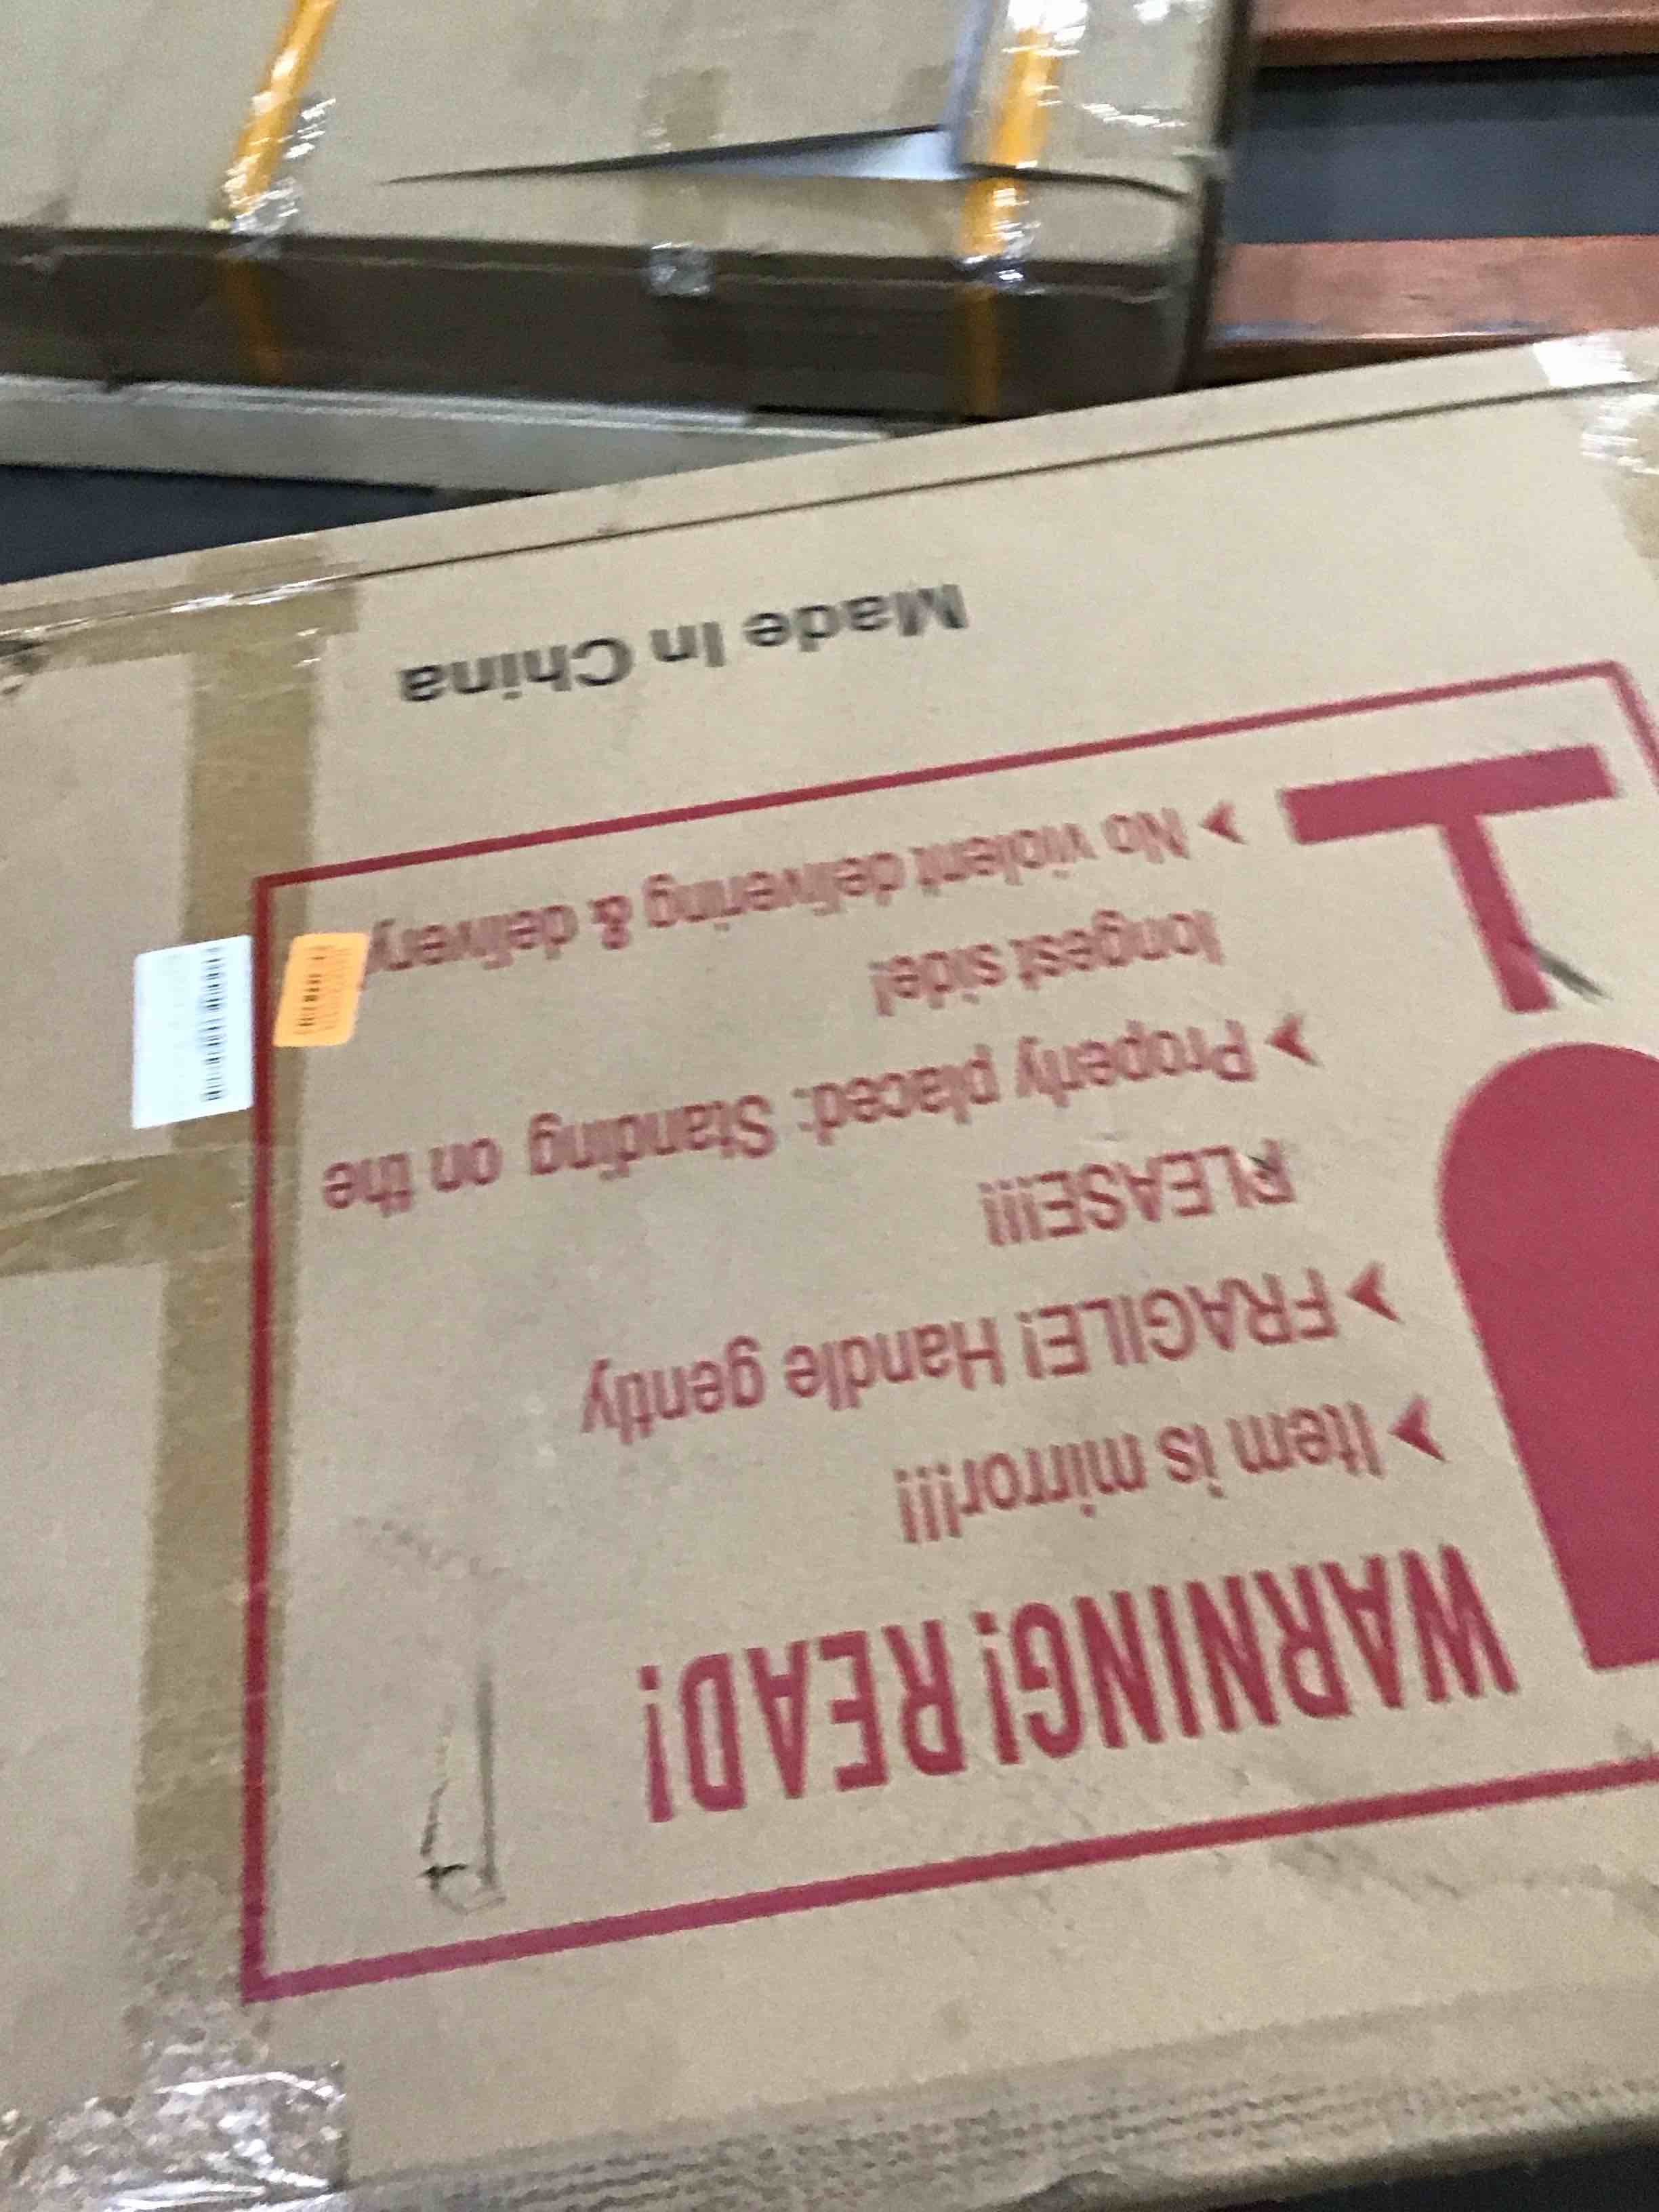 WARNING! READ!
➤ Item is mirror!!!
➤ FRAGILE! Handle gently
PLEASE!!!
➤ Properly placed: Standing on the
longest side!
➤ No violent delivering & delivery
Made In China